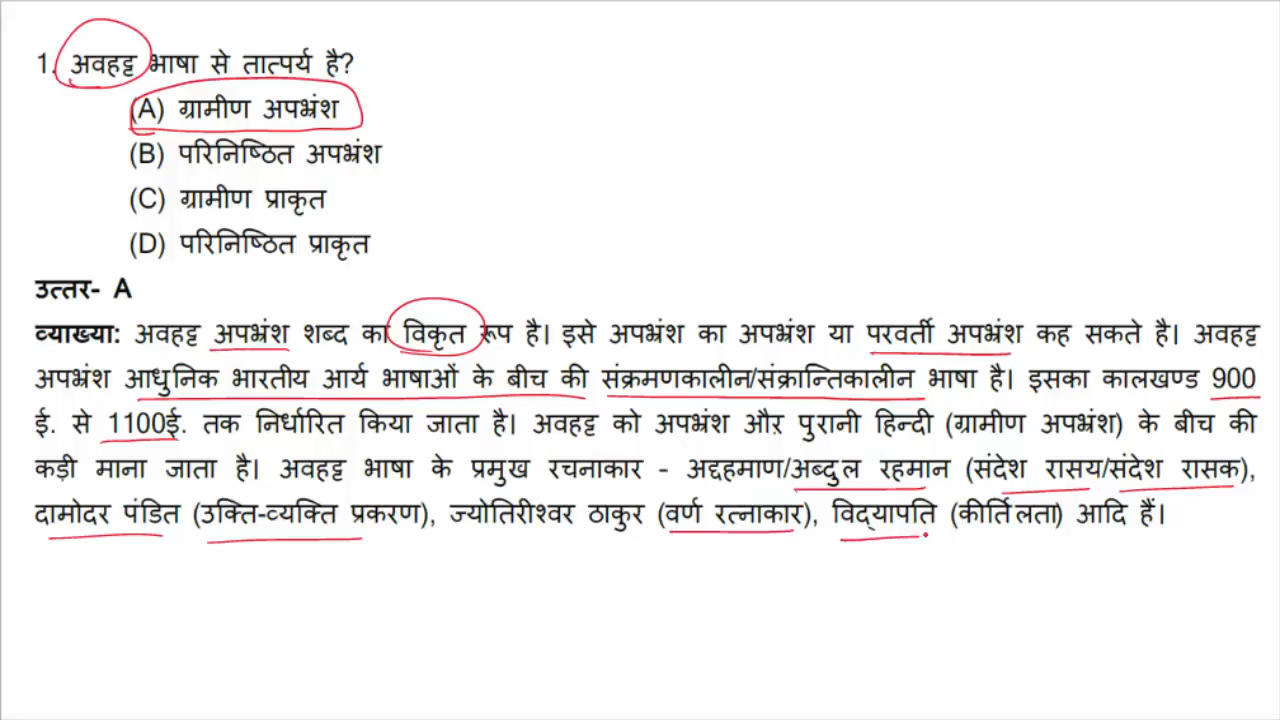 1. अवहट्ट भाषा से तात्पर्य है?
(A) ग्रामीण अपभ्रंश
(B) परिनिष्ठित अपभ्रंश
(C) ग्रामीण प्राकृत
(D) परिनिष्ठित प्राकृत
उत्तर- A
व्याख्या: अवहट्ट अपभ्रंश शब्द का विकृत रूप है। इसे अपभ्रंश का अपभ्रंश या परवर्ती अपभ्रंश कह सकते है। अवहट्ट
अपभ्रंश आधुनिक भारतीय आर्य भाषाओं के बीच की संक्रमणकालीन/संक्रान्तिकालीन भाषा है। इसका कालखण्ड 900
ई. से 1100ई. तक निर्धारित किया जाता है। अवहट्ट को अपभ्रंश औऱ पुरानी हिन्दी (ग्रामीण अपभ्रंश) के बीच की
कड़ी माना जाता है। अवहट्ट भाषा के प्रमुख रचनाकार - अद्दहमाण/अब्दुल रहमान (संदेश रासय/संदेश रासक),
दामोदर पंडित (उक्ति-व्यक्ति प्रकरण), ज्योतिरीश्वर ठाकुर (वर्ण रत्नाकार), विद्यापति (कीर्तिलता) आदि हैं।